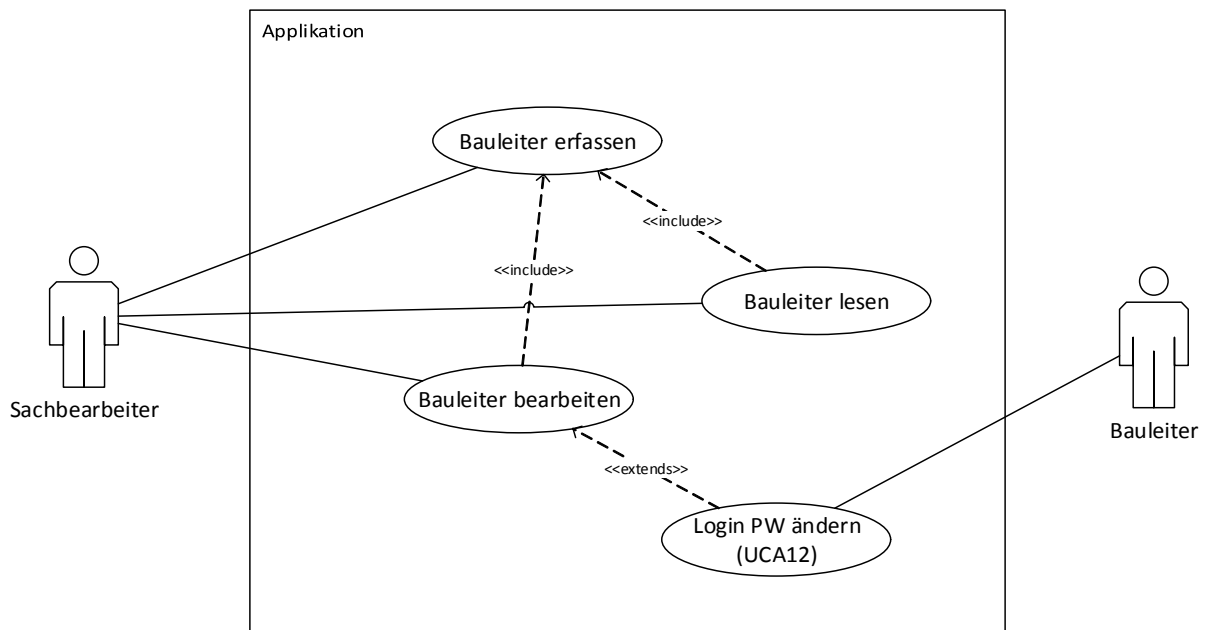 Applikation
Bauleiter erfassen
<<include>>
<<include>>
Bauleiter lesen
Sachbearbeiter
Bauleiter bearbeiten
Bauleiter
<<extends>>
Login PW ändern
(UCA12)